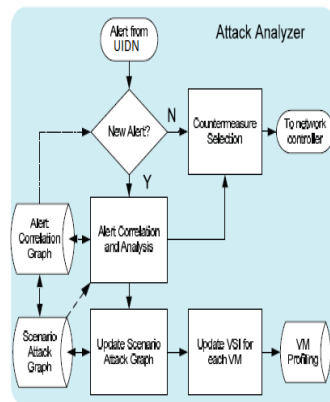 Attack Analyzer
Alert from
UIDN
New Alert?
N
Countermeasure
Selection
To network
controller
Y
Alert
Correlation
Graph
Alert Correlation
and Analysis
Scenario
Attack
Graph
Update Scenario
Attack Graph
Update VSI for
each VM
VM
Profiling